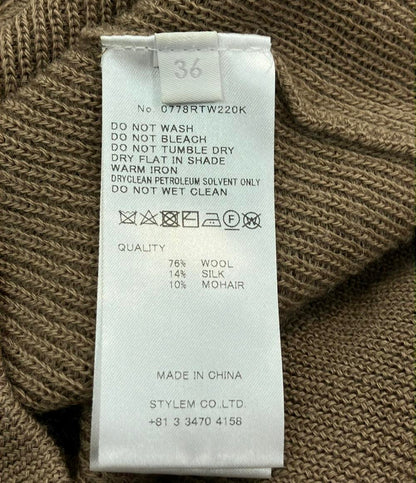 36
No. 0778RTW220K
DO NOT WASH
DO NOT BLEACH
DO NOT TUMBLE DRY
DRY FLAT IN SHADE
WARM IRON
DRYCLEAN PETROLEUM SOLVENT ONLY
DO NOT WET CLEAN
QUALITY
76% WOOL
14% SILK
10% MOHAIR
MADE IN CHINA
STYLEM CO.,LTD.
+81 3 3470 4158